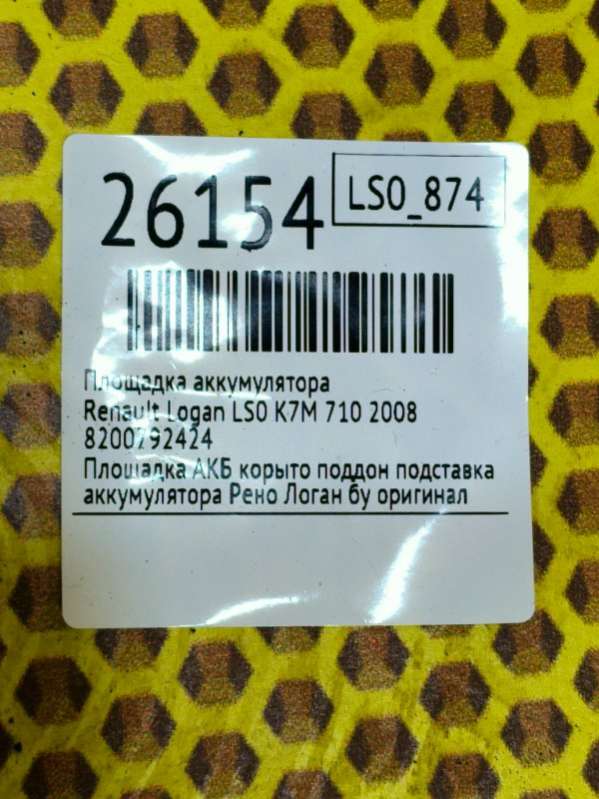 26154
LS0_874
Площадка аккумулятора
Renault Logan LS0 K7M 710 2008
8200292424
Площадка АКБ корыто поддон подставка
аккумулятора Рено Логан бу оригинал